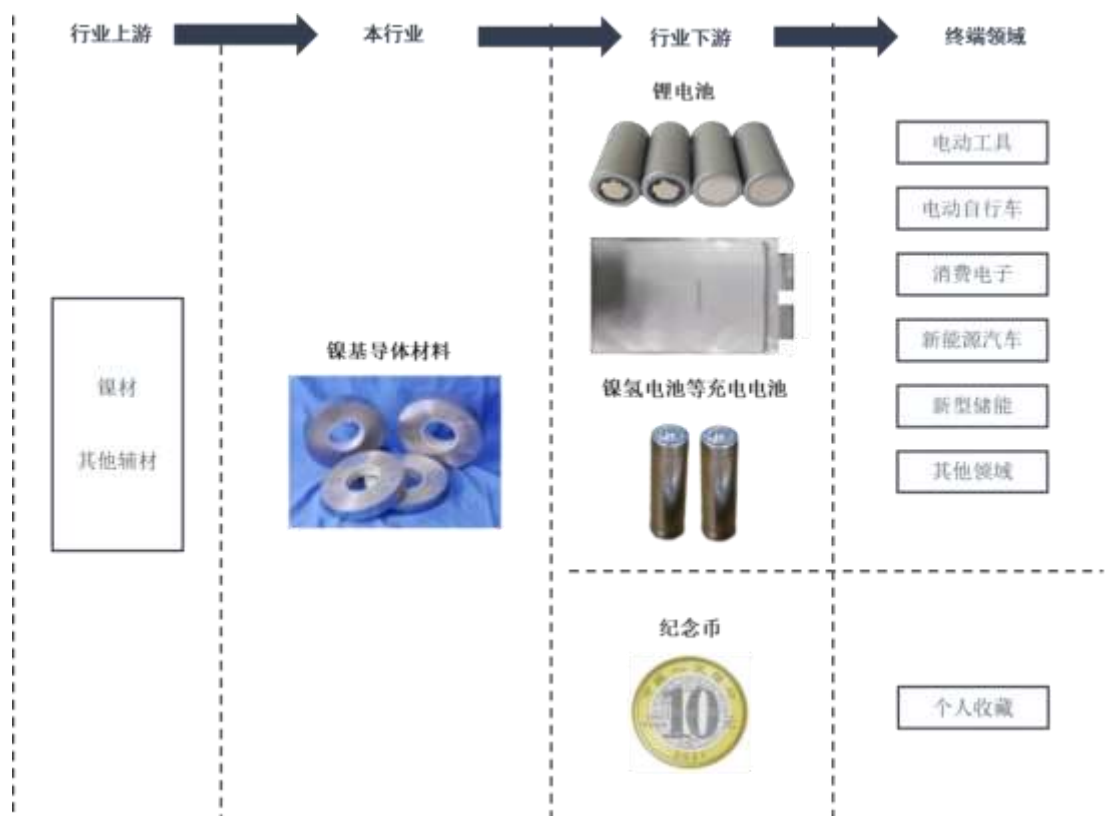 行业上游
本行业
行业下游
终端领域
镍材
其他辅材
镍基导体材料
锂电池
镍氢电池等充电电池
纪念币
10
电动工具
电动自行车
消费电子
新能源汽车
新型储能
其他领域
个人收藏